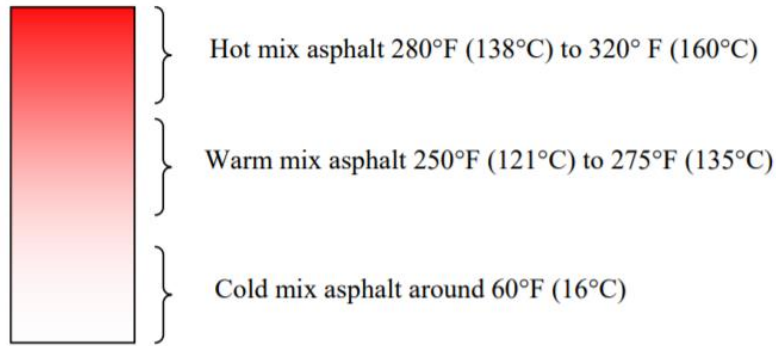 Hot mix asphalt 280°F (138°C) to 320° F (160°C)
Warm mix asphalt 250°F (121°C) to 275°F (135°C)
Cold mix asphalt around 60°F (16°C)